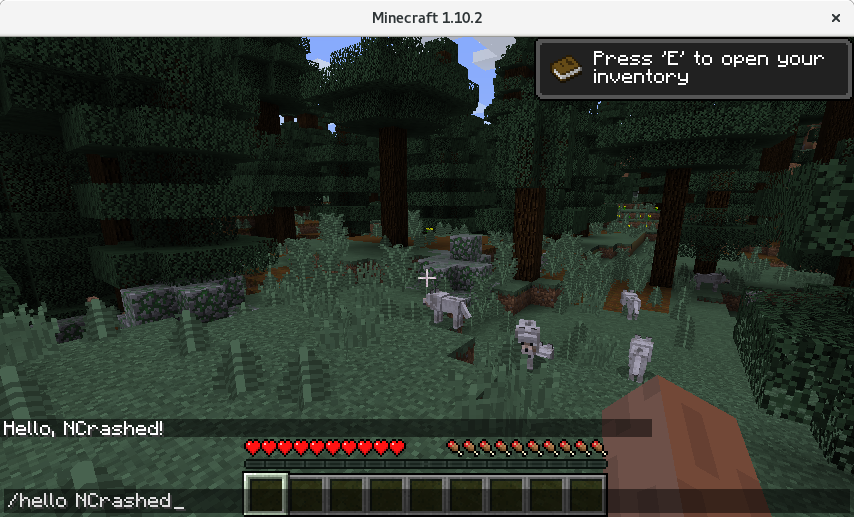 Minecraft 1.10.2
Press 'E' to open your
inventory
Hello, NCrashed!
/hello NCrashed_